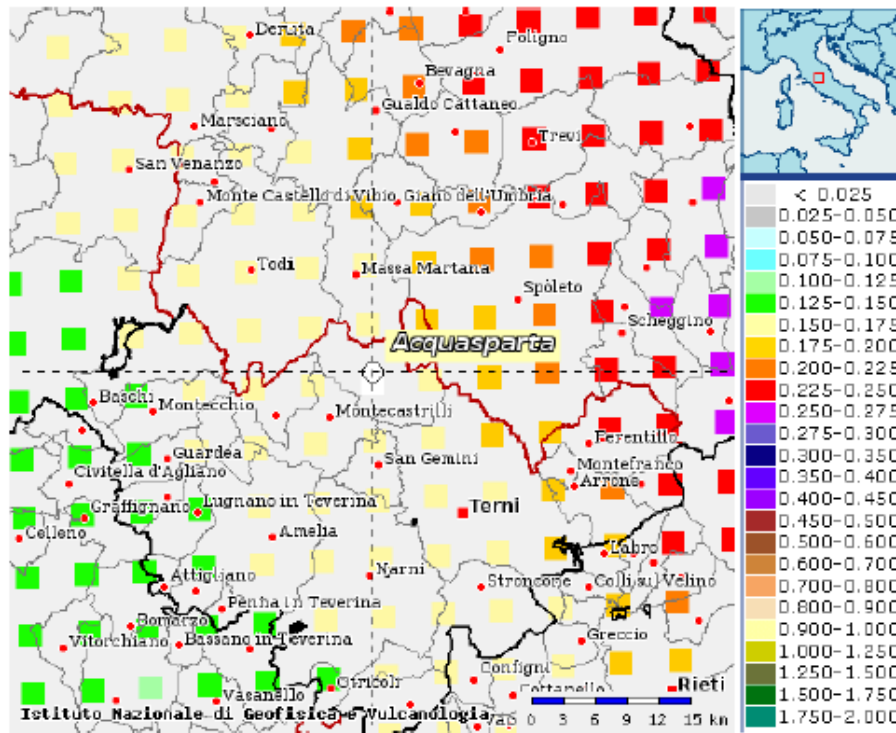 Deruta
Foligno
Bevagna
Gualdo Cattaneo
Marsciano
Trevi
San Venanzo
Monte Castello di Vibio
Giano dell'Umbria
Todi
Massa Martana
Spoleto
Scheggino
Acquasparta
Baschi
Montecchio
Montecastrilli
Ferentillo
Guardea
San Gemini
Montefranco
Civitella d'Agliano
Arrone
Graffignano
Lugnano in Teverina
Terni
Celleno
Amelia
Labro
Attigliano
Narni
Stroncone
Colli sul Velino
Penna in Teverina
Bomarzo
Vitorchiano
Bassano in Teverina
Greccio
Configni
Otricoli
Cottanello
Rieti
Vasanello
Istituto Nazionale di Geofisica e Vulcanologia
Vac
0 3 6 9 12 15 km
< 0.025
0.025-0.050
0.050-0.075
0.075-0.100
0.100-0.125
0.125-0.150
0.150-0.175
0.175-0.200
0.200-0.225
0.225-0.250
0.250-0.275
0.275-0.300
0.300-0.350
0.350-0.400
0.400-0.450
0.450-0.500
0.500-0.600
0.600-0.700
0.700-0.800
0.800-0.900
0.900-1.000
1.000-1.250
1.250-1.500
1.500-1.750
1.750-2.000